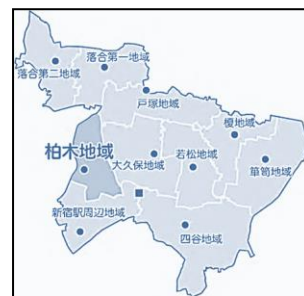 落合第一地域
落合第二地域
戸塚地域
榎地域
柏木地域
大久保地域
若松地域
箪笥地域
新宿駅周辺地域
四谷地域